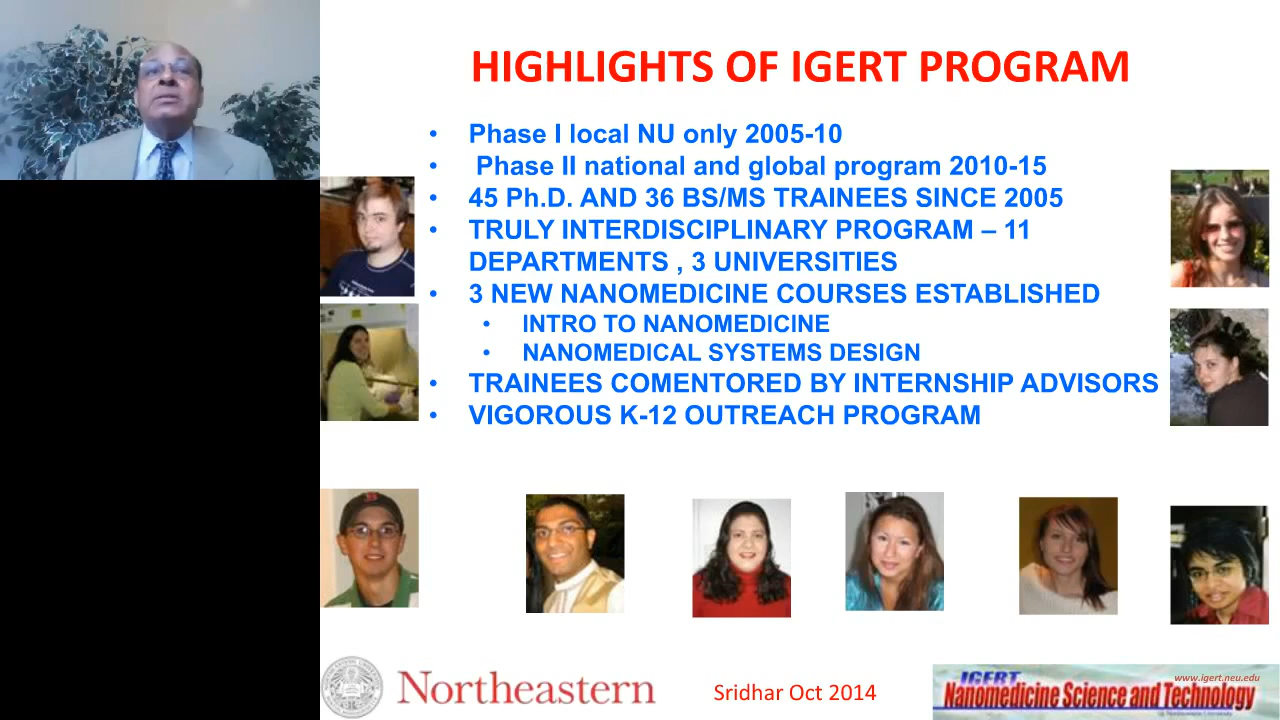 HIGHLIGHTS OF IGERT PROGRAM
• Phase I local NU only 2005-10
• Phase II national and global program 2010-15
• 45 Ph.D. AND 36 BS/MS TRAINEES SINCE 2005
• TRULY INTERDISCIPLINARY PROGRAM – 11
DEPARTMENTS , 3 UNIVERSITIES
• 3 NEW NANOMEDICINE COURSES ESTABLISHED
• INTRO TO NANOMEDICINE
• NANOMEDICAL SYSTEMS DESIGN
• TRAINEES COMENTORED BY INTERNSHIP ADVISORS
• VIGOROUS K-12 OUTREACH PROGRAM
Northeastern
Sridhar Oct 2014
www.igert.neu.edu
IGERT
Nanomedicine Science and Technology